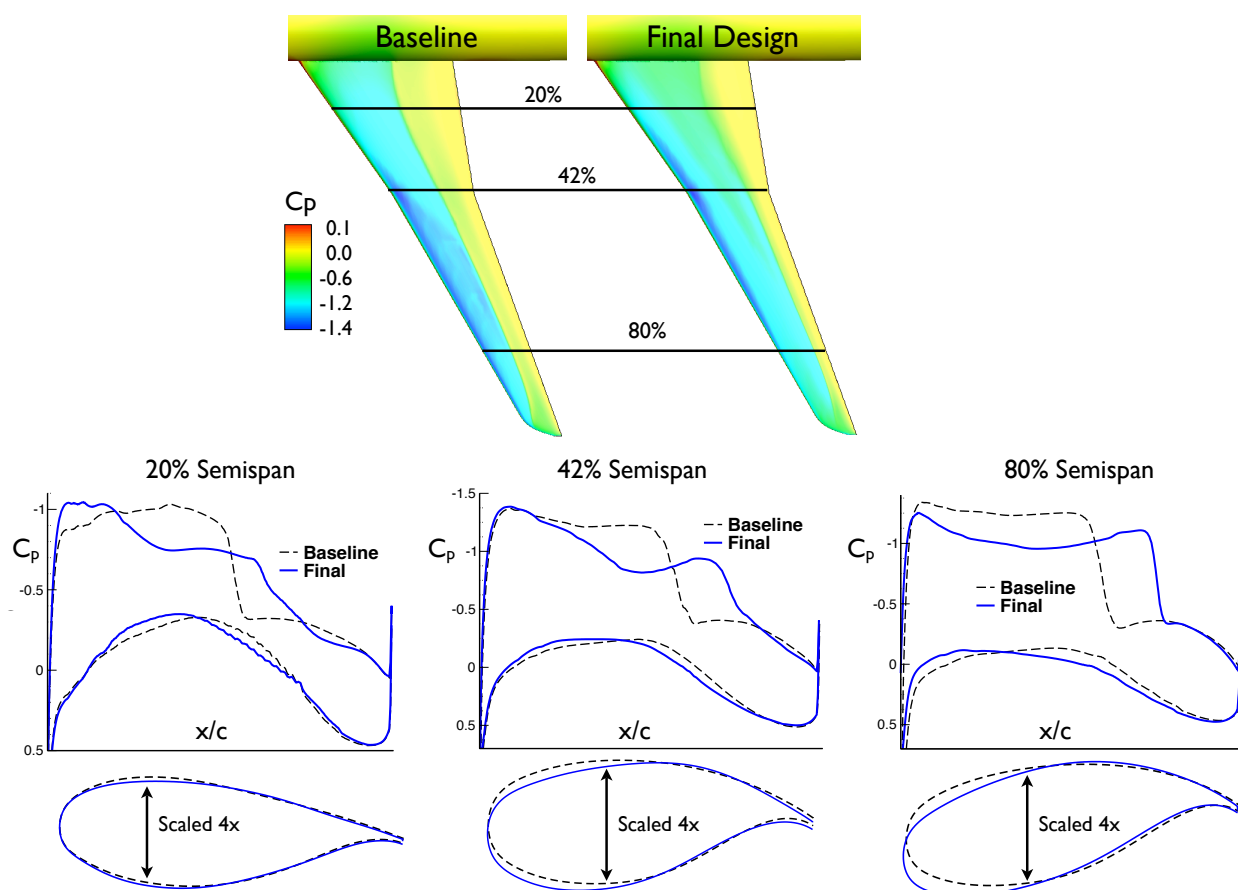 Baseline
Final Design
20%
42%
80%
Cp
0.1
0.0
-0.6
-1.2
-1.4
20% Semispan
42% Semispan
80% Semispan
-1
Cp
-0.5
0
0.5
Baseline
Final
x/c
-1.5
Cp
-1
-0.5
0
0.5
Baseline
Final
x/c
Cp
-1
-0.5
0
0.5
Baseline
Final
x/c
Scaled 4x
Scaled 4x
Scaled 4x